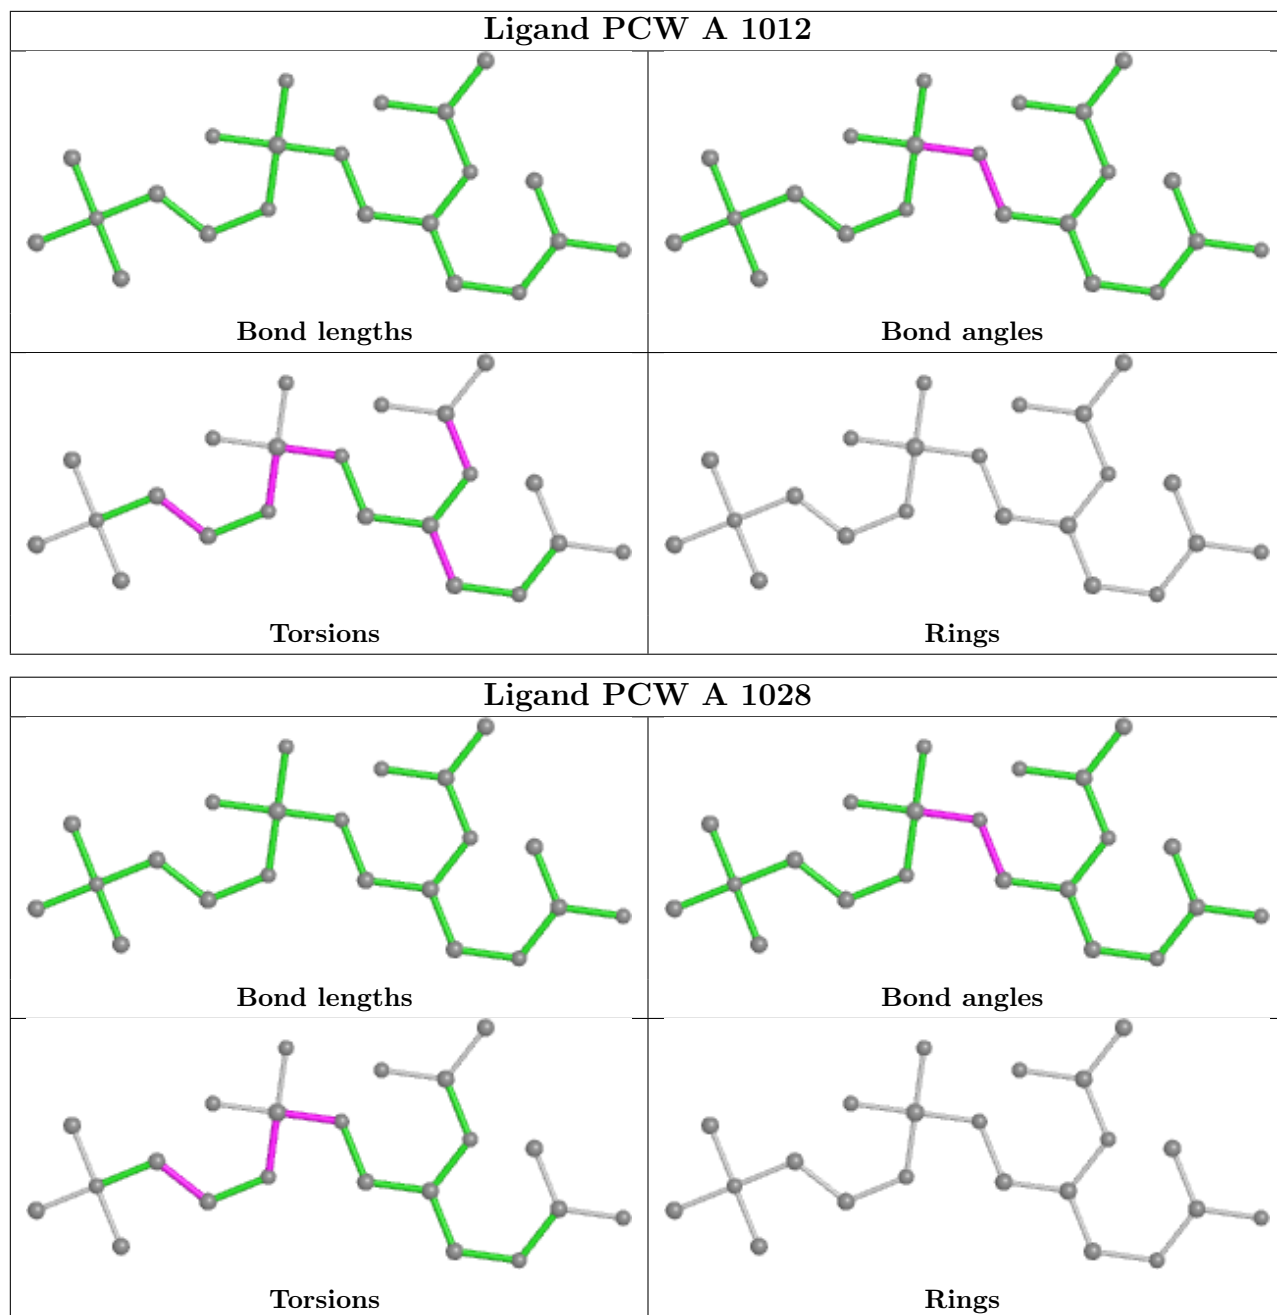 Ligand PCW A 1012
Bond lengths
Bond angles
Torsions
Rings
Ligand PCW A 1028
Bond lengths
Bond angles
Torsions
Rings